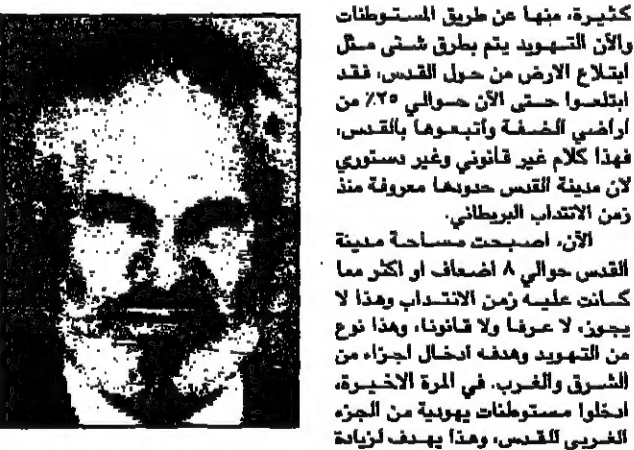 كثيرة، منها عن طريق المستوطنات
والآن التهويد يتم بطرق شتى مثل
ابتلاع الارض من حول القدس، فقد
ابتلعوا حتى الآن حوالي ٢٥٪ من
اراضي الضفة واتبعوها بالقدس،
فهذا كلام غير قانوني وغير دستوري
لان مدينة القدس حدودها معروفة منذ
زمن الانتداب البريطاني.
الآن، اصبحت مساحة مدينة
القدس حوالي ٨ اضعاف او اكثر مما
كانت عليه زمن الانتداب وهذا لا
يجوز، لا عرفا ولا قانونا، وهذا نوع
من التهويد وهدفه ادخال اجزاء من
الشرق والغرب. في المرة الاخيرة،
ادخلوا مستوطنات يهودية من الجزء
الغربي للقدس، وهذا يهدف لزيادة